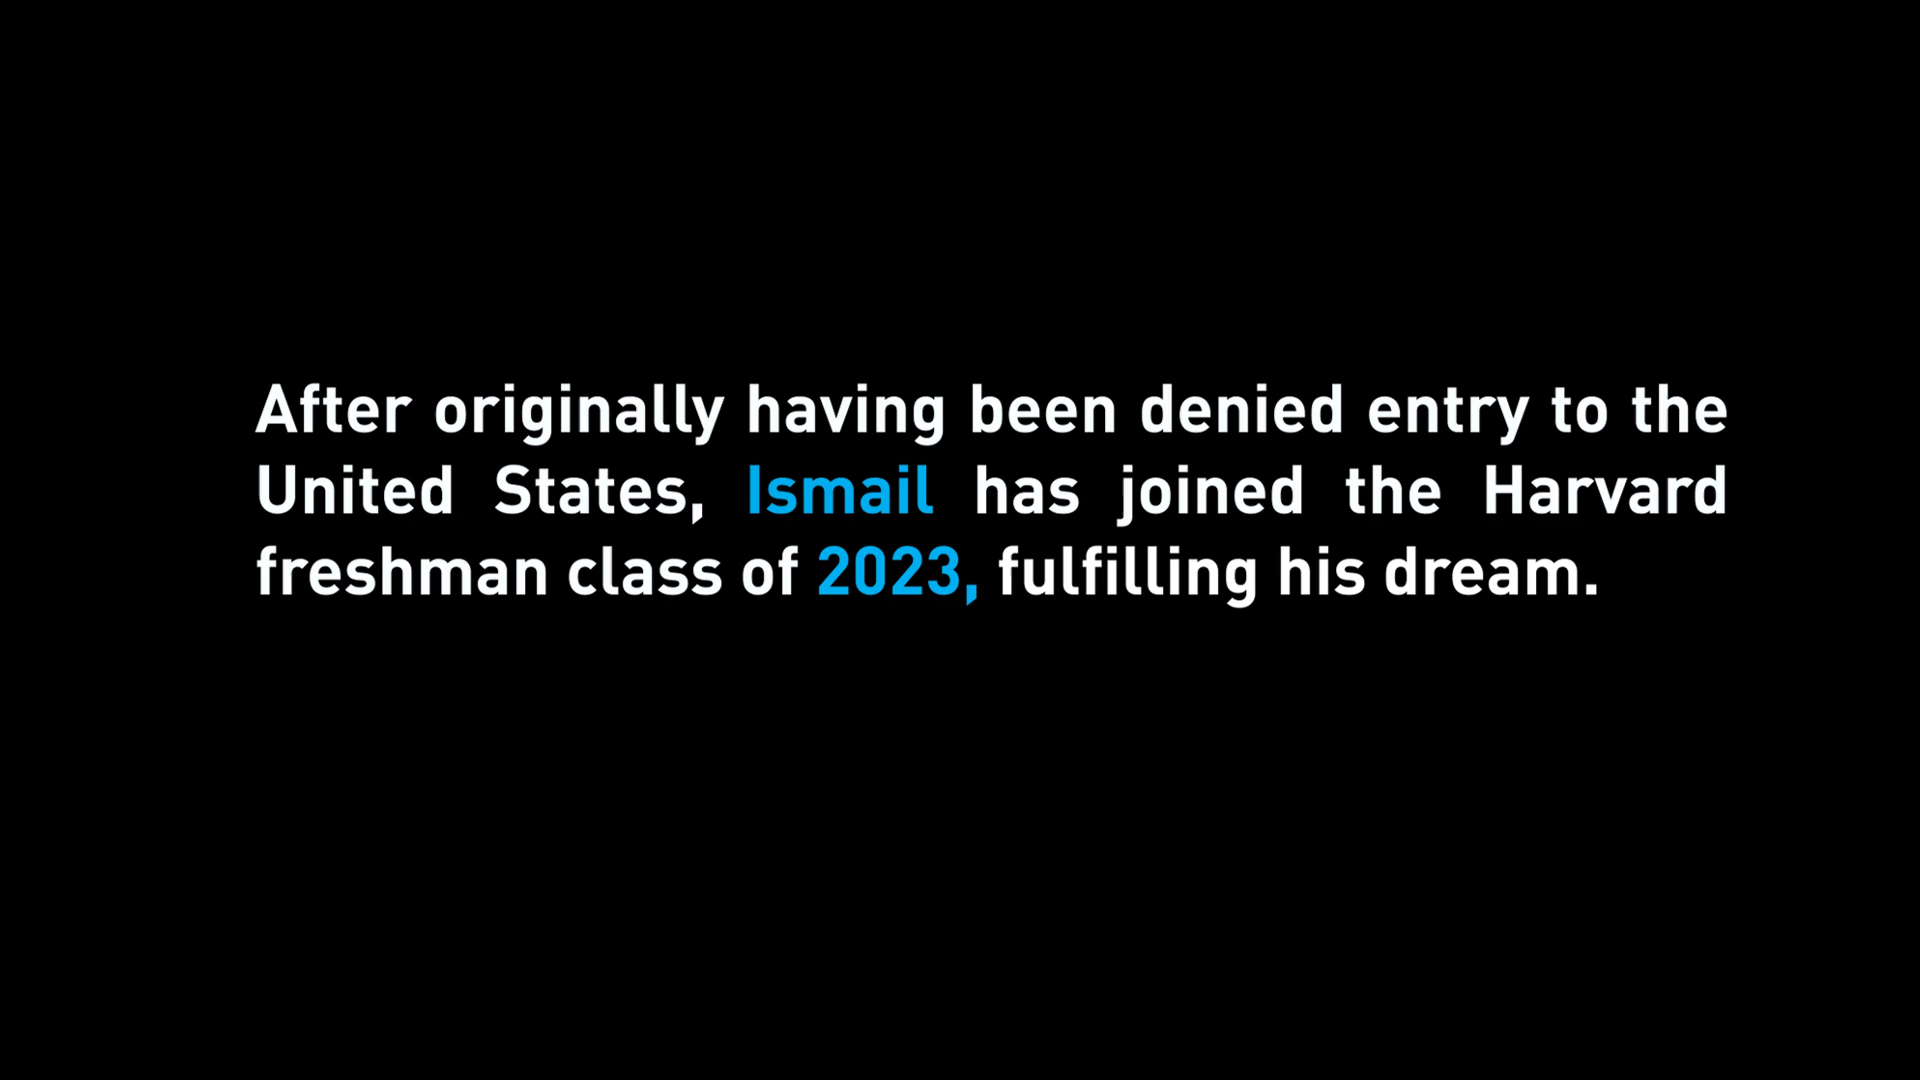 After originally having been denied entry to the
United States, Ismail has joined the Harvard
freshman class of 2023, fulfilling his dream.